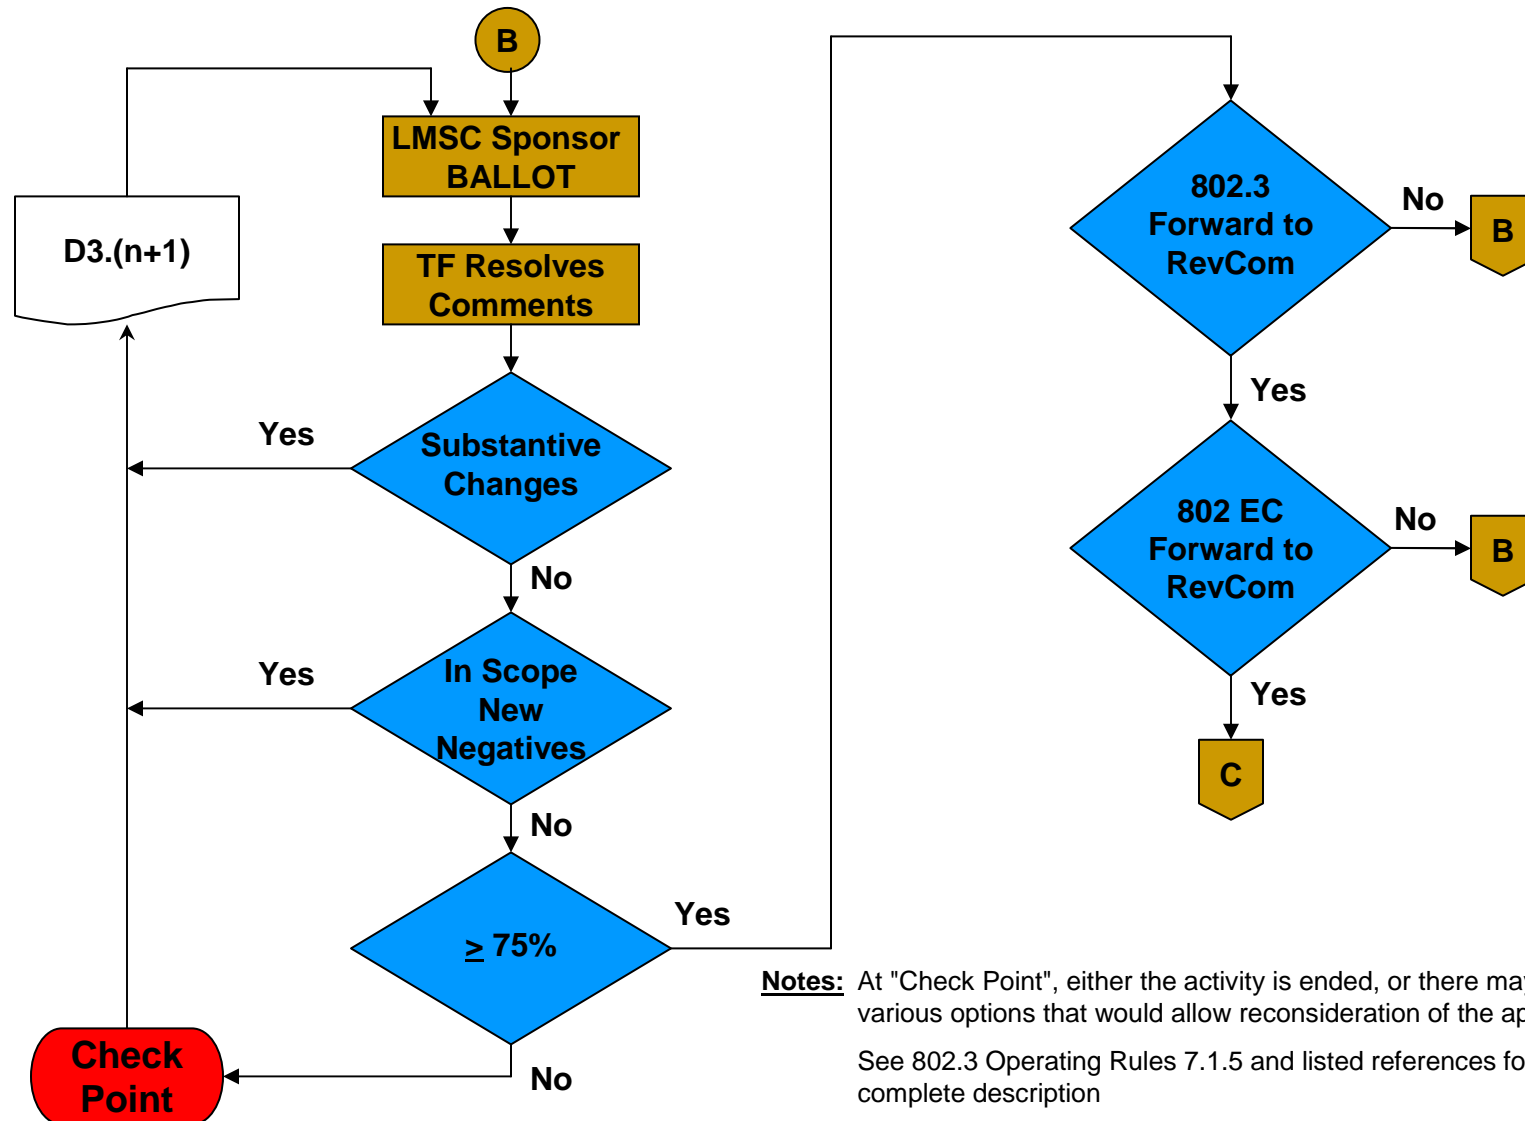 B
LMSC Sponsor
BALLOT
D3.(n+1)
TF Resolves
Comments
Yes
Substantive
Changes
No
Yes
In Scope
New
Negatives
No
≥ 75%
Yes
No
Check
Point
802.3
Forward to
RevCom
No
B
Yes
802 EC
Forward to
RevCom
No
B
Yes
C
Notes: At "Check Point", either the activity is ended, or there may
various options that would allow reconsideration of the
See 802.3 Operating Rules 7.1.5 and listed references
complete description